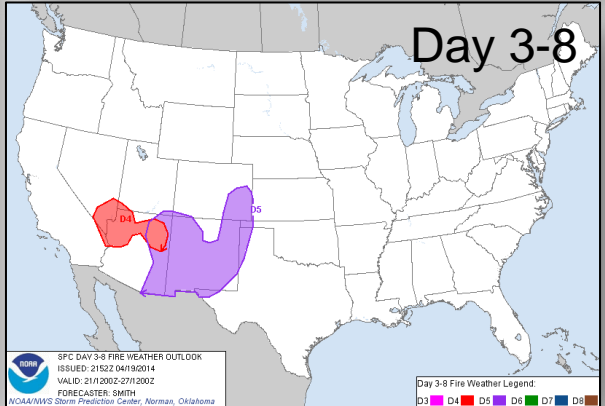 Day 3-8
D4
D5
NOAA
SPC DAY 3-8 FIRE WEATHER OUTLOOK
ISSUED: 2152Z 04/19/2014
VALID: 21/1200Z-27/1200Z
FORECASTER: SMITH
NOAA/NWS Storm Prediction Center, Norman, Oklahoma
Day 3-8 Fire Weather Legend:
D3 D4 D5 D6 D7 D8